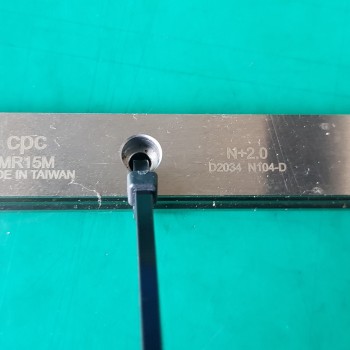 cpc
MR15M
DE IN TAIWAN
N+2.0
D2034 N104-D